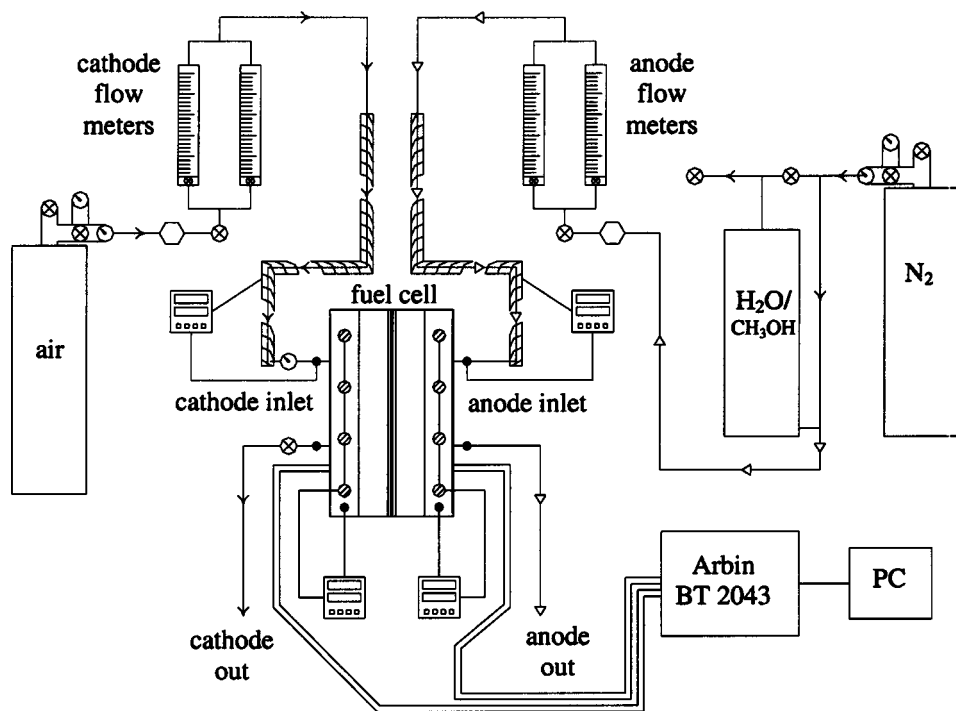 cathode
flow
meters
anode
flow
meters
air
fuel cell
H₂O/
CH₃OH
N₂
cathode inlet
anode inlet
cathode
out
anode
out
Arbin
BT 2043
PC